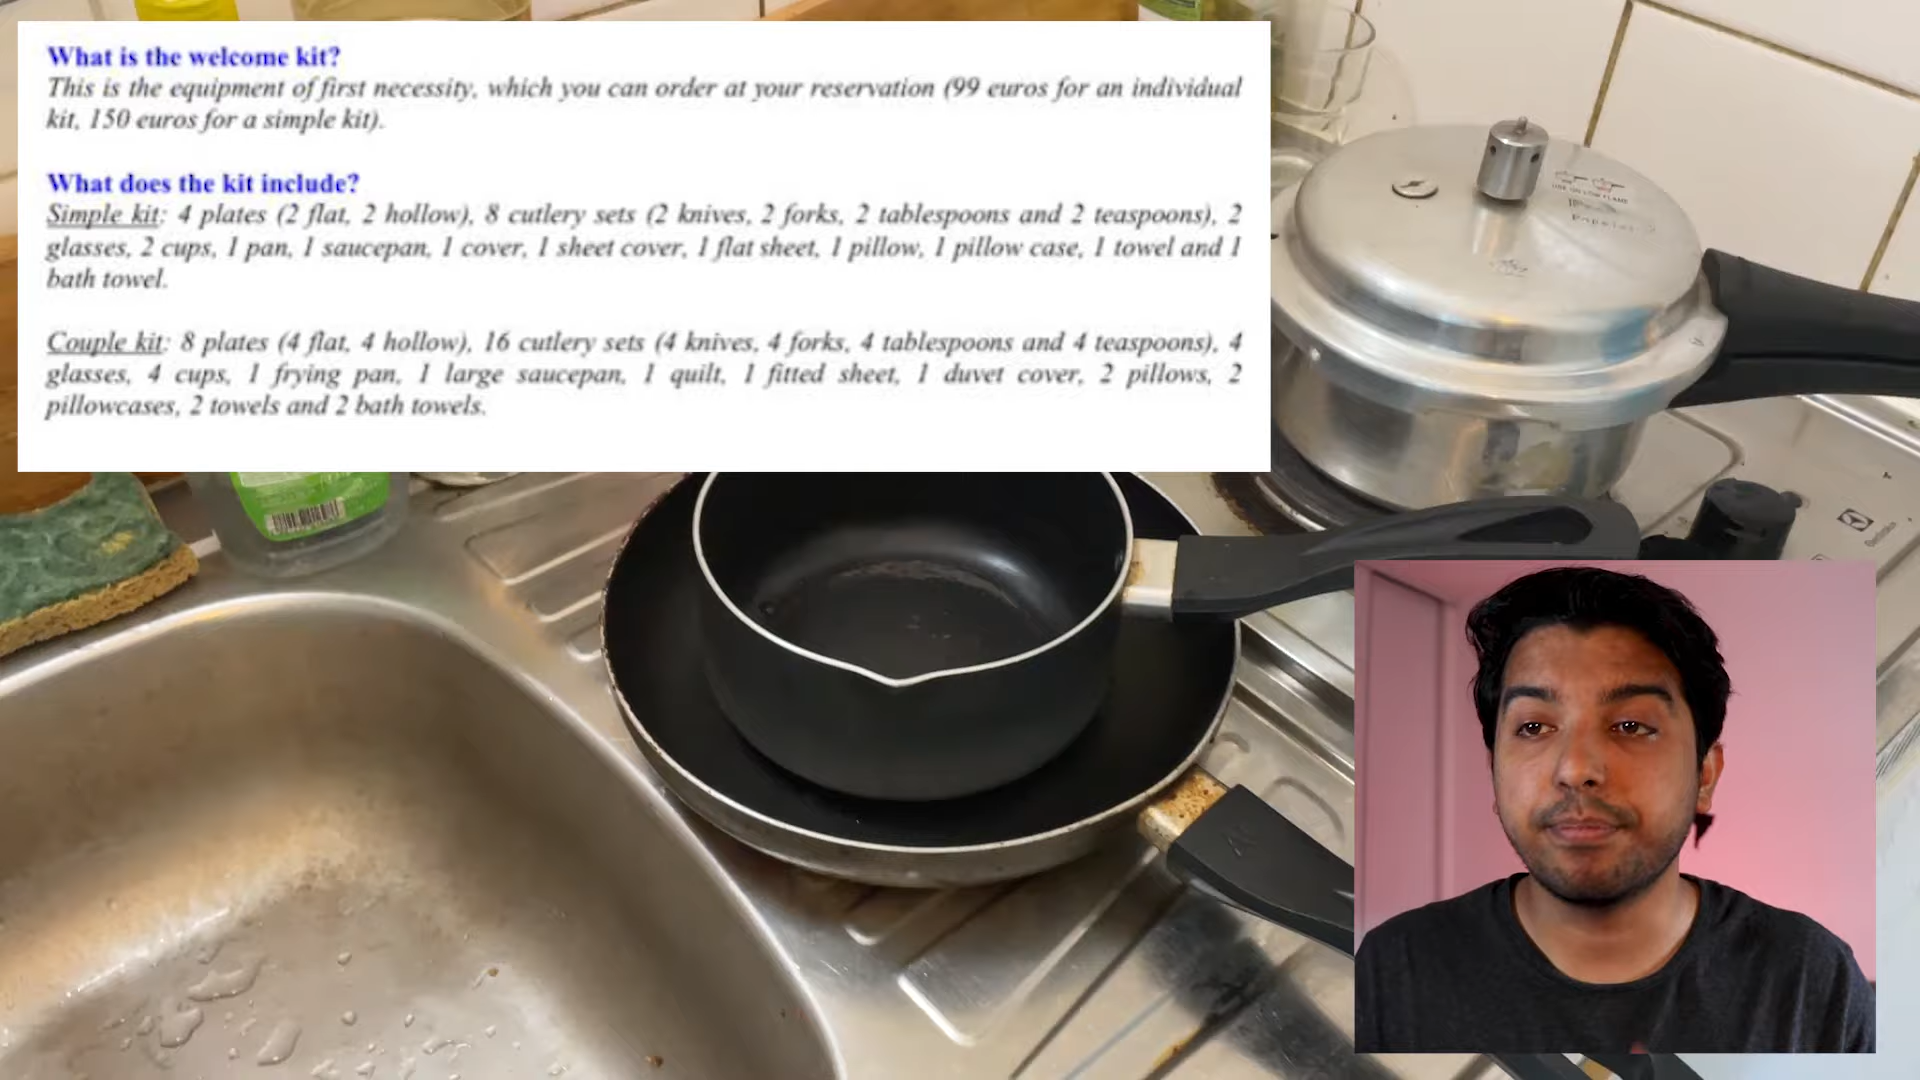 What is the welcome kit?
This is the equipment of first necessity, which you can order at your reservation (99 euros for an individual
kit, 150 euros for a simple kit).
What does the kit include?
Simple kit: 4 plates (2 flat, 2 hollow), 8 cutlery sets (2 knives, 2 forks, 2 tablespoons and 2 teaspoons), 2
glasses, 2 cups, 1 pan, 1 saucepan, 1 cover, 1 sheet cover, 1 flat sheet, 1 pillow, 1 pillow case, 1 towel and 1
bath towel.
Couple kit: 8 plates (4 flat, 4 hollow), 16 cutlery sets (4 knives, 4 forks, 4 tablespoons and 4 teaspoons), 4
glasses, 4 cups, 1 frying pan, 1 large saucepan, 1 quilt, 1 fitted sheet, 1 duvet cover, 2 pillows, 2
pillowcases, 2 towels and 2 bath towels.